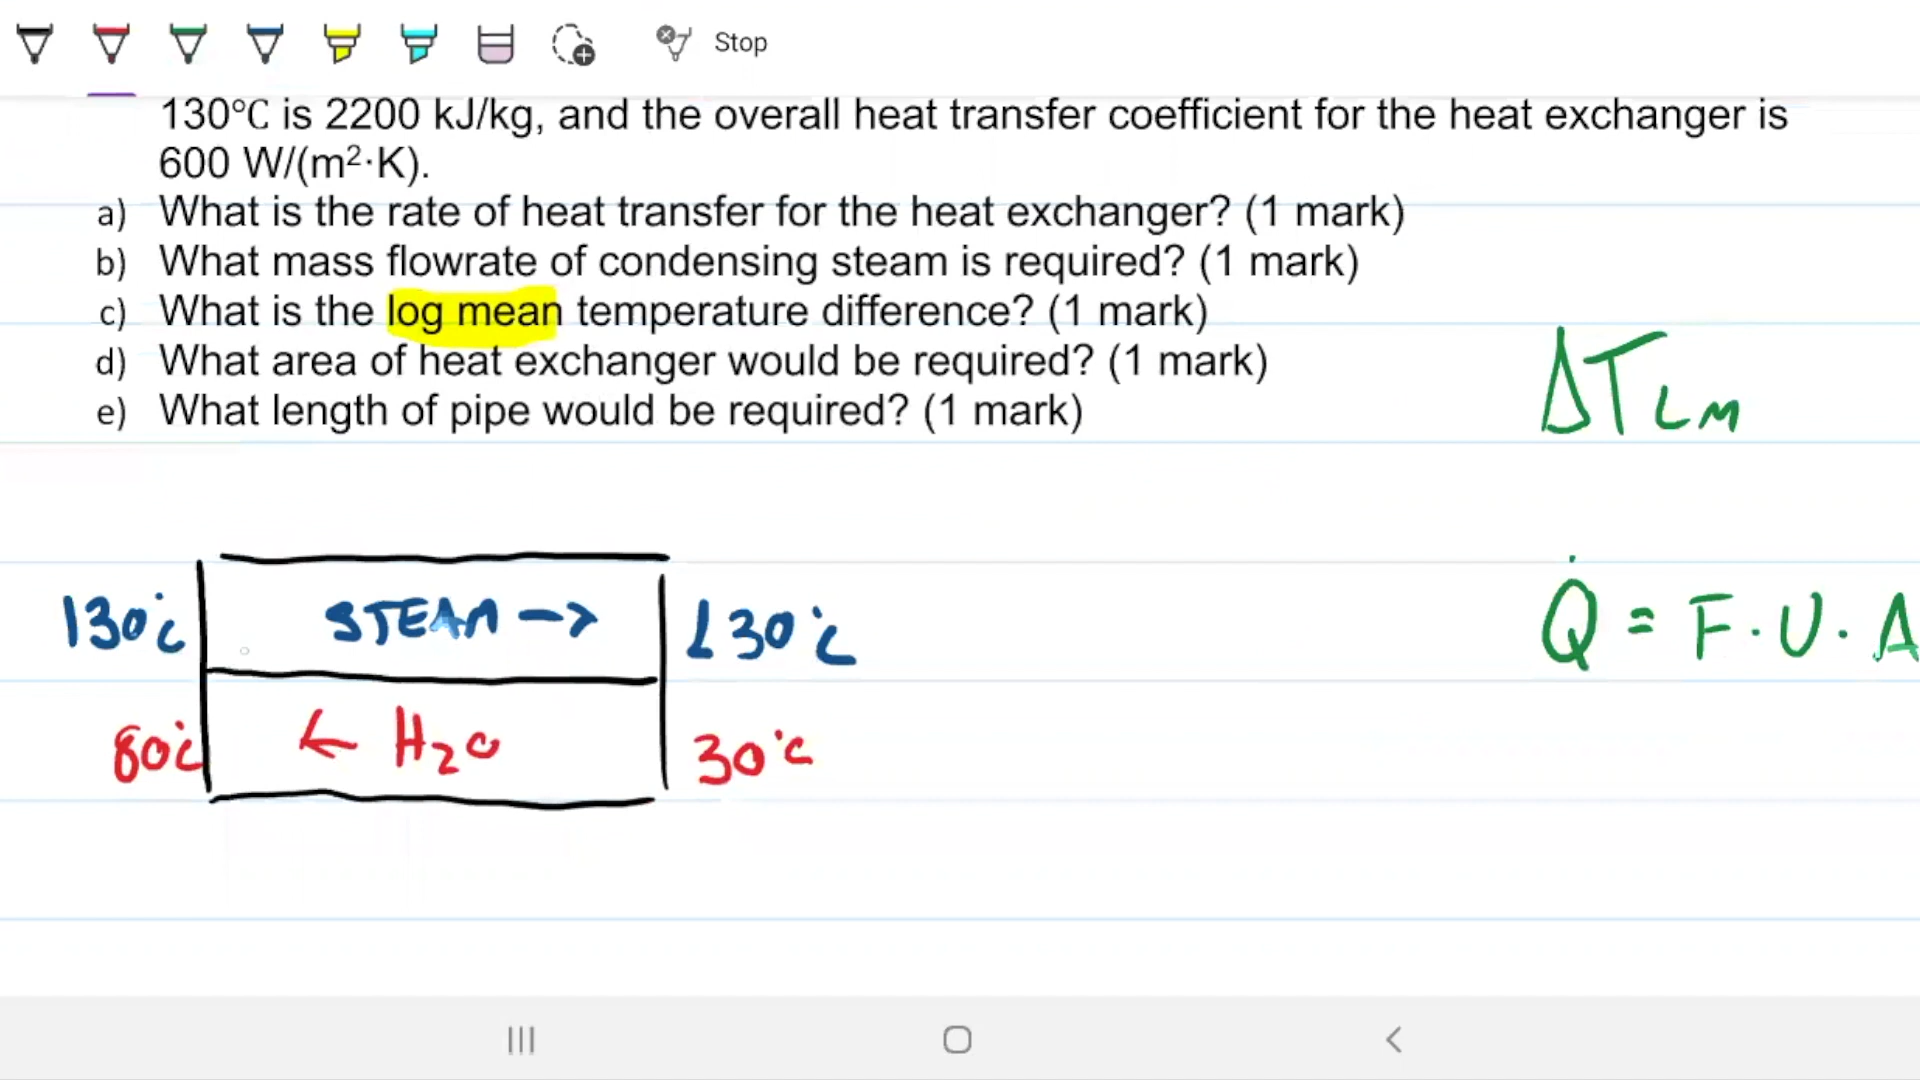 Stop
130°C is 2200 kJ/kg, and the overall heat transfer coefficient for the heat exchanger is
600 W/(m²·K).
a) What is the rate of heat transfer for the heat exchanger? (1 mark)
b) What mass flowrate of condensing steam is required? (1 mark)
c) What is the log mean temperature difference? (1 mark)
d) What area of heat exchanger would be required? (1 mark)
e) What length of pipe would be required? (1 mark)
ΔT LM
130°C STEAM -> 130°C
Q̇ = F · U · A
80°C ← H₂O 30°C